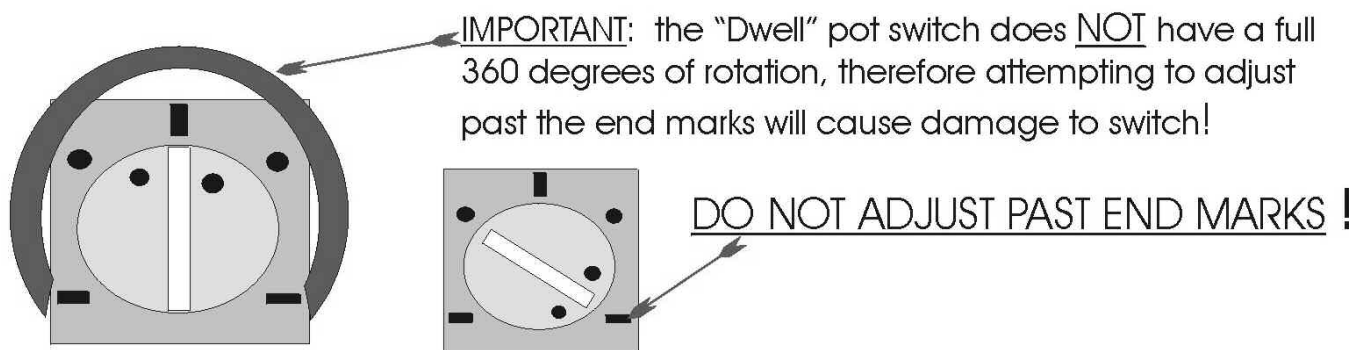 IMPORTANT: the “Dwell” pot switch does NOT have a full
360 degrees of rotation, therefore attempting to adjust
past the end marks will cause damage to switch!
DO NOT ADJUST PAST END MARKS !